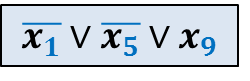 x̅₁ ∨ x̅₅ ∨ x₉